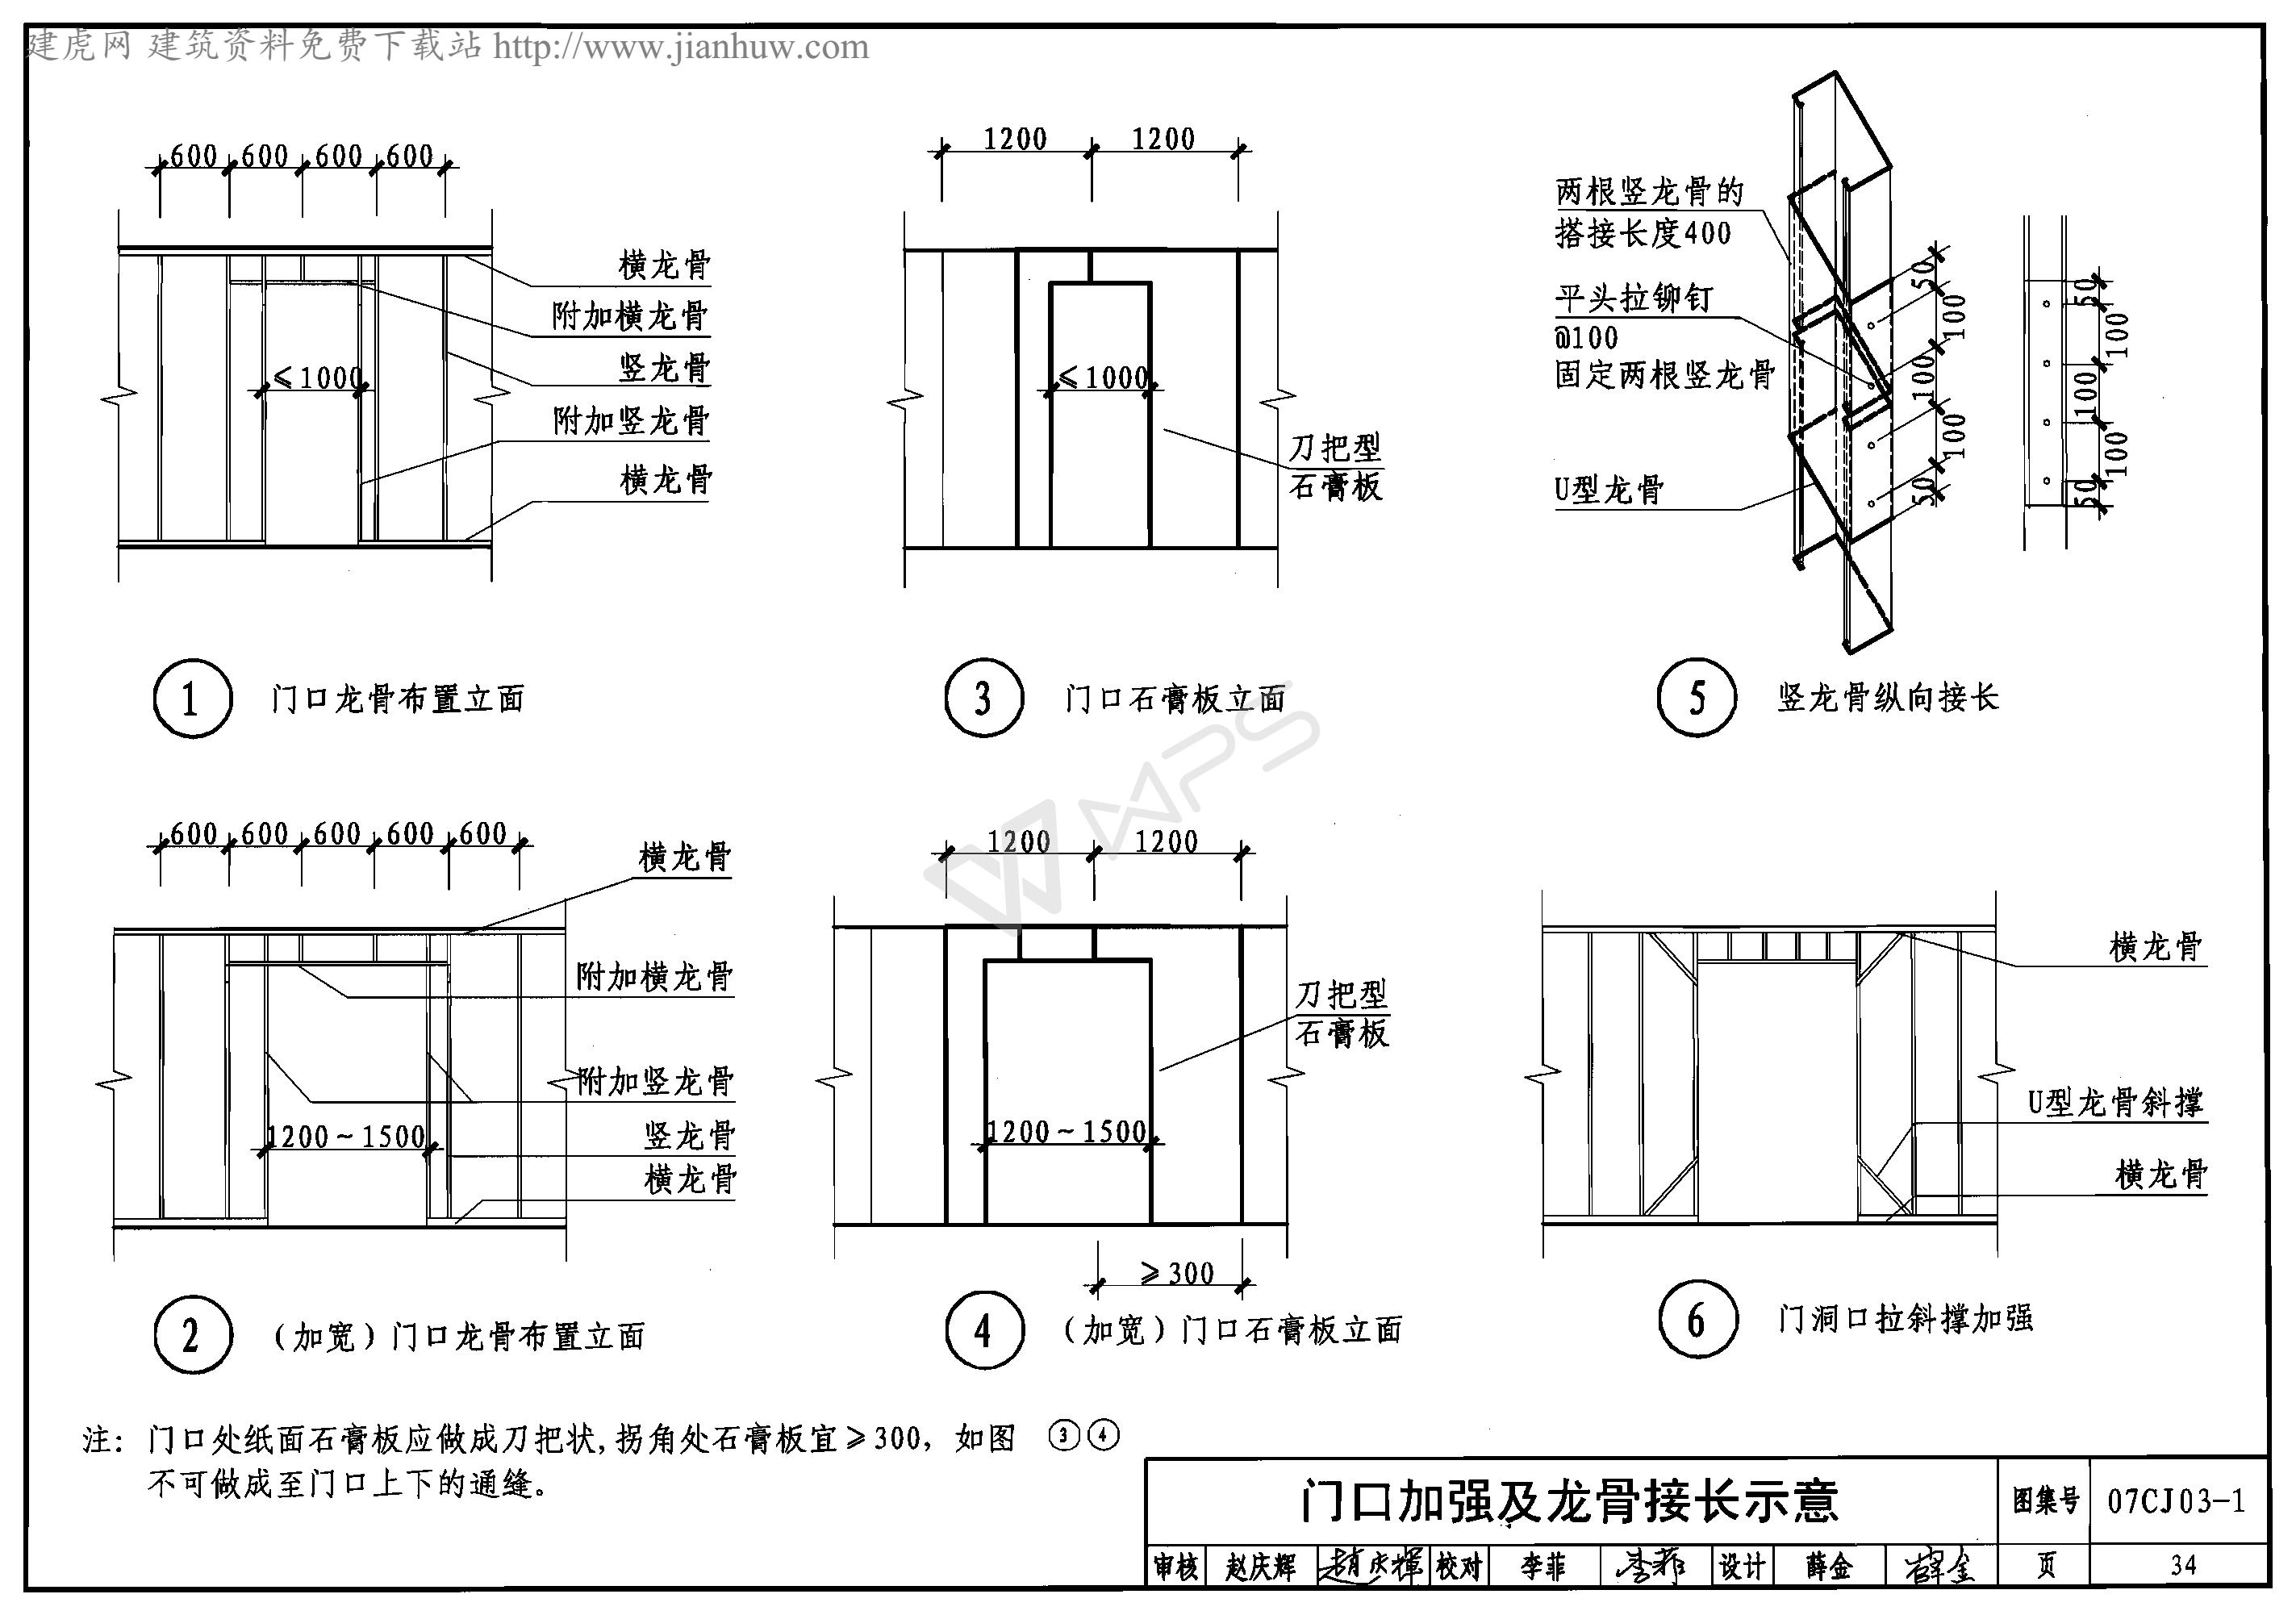 建虎网 建筑资料免费下载站 http://www.jianhuw.com
600 600 600 600
横龙骨
附加横龙骨
竖龙骨
≤1000
附加竖龙骨
横龙骨
1 门口龙骨布置立面
1200 1200
≤1000
刀把型
石膏板
3 门口石膏板立面
两根竖龙骨的
搭接长度400
平头拉铆钉
@100
固定两根竖龙骨
U型龙骨
50
100
100
100
50
50
100
100
100
50
5 竖龙骨纵向接长
WPS
600 600 600 600 600
横龙骨
附加横龙骨
附加竖龙骨
1200~1500
竖龙骨
横龙骨
2 (加宽)门口龙骨布置立面
1200 1200
刀把型
石膏板
1200~1500
≥300
4 (加宽)门口石膏板立面
横龙骨
U型龙骨斜撑
横龙骨
6 门洞口拉斜撑加强
注: 门口处纸面石膏板应做成刀把状,拐角处石膏板宜≥300, 如图 ③④
不可做成至门口上下的通缝。
门口加强及龙骨接长示意 图集号 07CJ03-1
审核 赵庆辉 趙庆輝 校对 李菲 李菲 设计 薛金 薛金 页 34